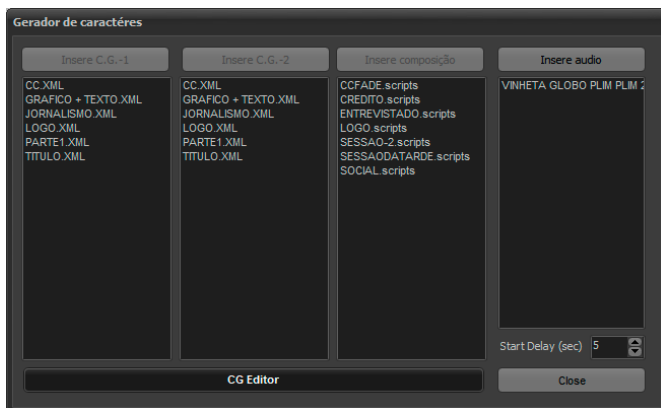 Gerador de caractéres
Insere C.G.-1
Insere C.G.-2
Insere composição
Insere audio
CC.XML
GRAFICO + TEXTO.XML
JORNALISMO.XML
LOGO.XML
PARTE1.XML
TITULO.XML
CC.XML
GRAFICO + TEXTO.XML
JORNALISMO.XML
LOGO.XML
PARTE1.XML
TITULO.XML
CCFADE.scripts
CREDITO.scripts
ENTREVISTADO.scripts
LOGO.scripts
SESSAO-2.scripts
SESSAODATARDE.scripts
SOCIAL.scripts
VINHETA GLOBO PLIM PLIM 2
Start Delay (sec) 5
CG Editor
Close